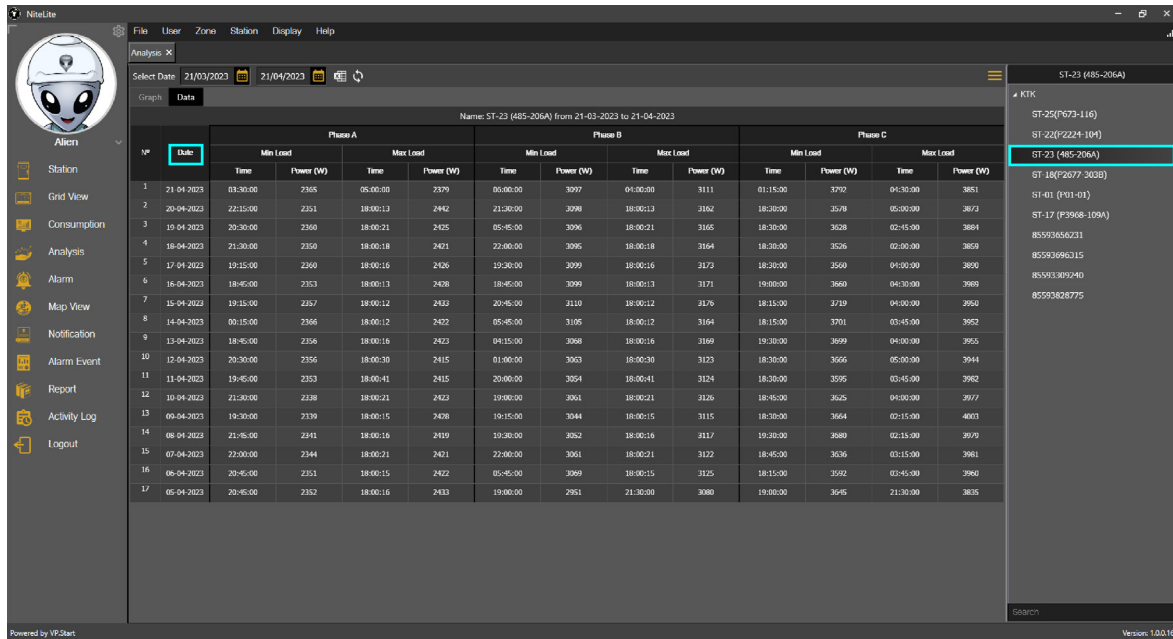 NiteLite
File User Zone Station Display Help
Analysis ×
Select Date 21/03/2023 21/04/2023
Graph Data
Name: ST-23 (485-206A) from 21-03-2023 to 21-04-2023
Phase A Phase B Phase C
Nº Date Min Load Max Load Min Load Max Load Min Load Max Load
Time Power (W) Time Power (W) Time Power (W) Time Power (W) Time Power (W) Time Power (W)
1 21-04-2023 03:30:00 2365 05:00:00 2379 06:00:00 3097 04:00:00 3111 01:15:00 3792 04:30:00 3851
2 20-04-2023 22:15:00 2351 18:00:13 2442 21:30:00 3098 18:00:13 3162 18:30:00 3578 05:00:00 3873
3 19-04-2023 20:30:00 2360 18:00:21 2425 05:45:00 3096 18:00:21 3165 18:30:00 3628 02:45:00 3884
4 18-04-2023 21:30:00 2350 18:00:18 2421 22:00:00 3095 18:00:18 3164 18:30:00 3526 02:00:00 3859
5 17-04-2023 19:15:00 2360 18:00:16 2426 19:30:00 3099 18:00:16 3173 18:30:00 3560 04:00:00 3890
6 16-04-2023 18:45:00 2353 18:00:13 2428 18:45:00 3099 18:00:13 3171 19:00:00 3660 04:30:00 3989
7 15-04-2023 19:15:00 2357 18:00:12 2433 20:45:00 3110 18:00:12 3176 18:15:00 3719 04:00:00 3950
8 14-04-2023 00:15:00 2366 18:00:12 2422 05:45:00 3105 18:00:12 3164 18:15:00 3701 03:45:00 3952
9 13-04-2023 18:45:00 2356 18:00:16 2423 04:15:00 3068 18:00:16 3169 19:30:00 3699 04:00:00 3955
10 12-04-2023 20:30:00 2356 18:00:30 2415 01:00:00 3063 18:00:30 3123 18:30:00 3666 05:00:00 3944
11 11-04-2023 19:45:00 2353 18:00:41 2415 20:00:00 3054 18:00:41 3124 18:30:00 3595 03:45:00 3982
12 10-04-2023 21:30:00 2338 18:00:21 2423 19:00:00 3061 18:00:21 3126 18:45:00 3625 04:00:00 3977
13 09-04-2023 19:30:00 2339 18:00:15 2428 19:15:00 3044 18:00:15 3115 18:30:00 3664 02:15:00 4003
14 08-04-2023 21:45:00 2341 18:00:16 2419 19:30:00 3052 18:00:16 3117 19:30:00 3680 02:15:00 3979
15 07-04-2023 22:00:00 2344 18:00:21 2421 22:00:00 3061 18:00:21 3122 18:45:00 3636 03:15:00 3981
16 06-04-2023 20:45:00 2351 18:00:15 2422 05:45:00 3069 18:00:15 3125 18:15:00 3592 03:45:00 3960
17 05-04-2023 20:45:00 2352 18:00:16 2433 19:00:00 2951 21:30:00 3080 19:00:00 3645 21:30:00 3835
Alien
Station
Grid View
Consumption
Analysis
Alarm
Map View
Notification
Alarm Event
Report
Activity Log
Logout
ST-23 (485-206A)
KTK
ST-25(P673-116)
ST-22(P2224-104)
ST-23 (485-206A)
ST-18(P2677-303B)
ST-01 (P01-01)
ST-17 (P3968-109A)
85593656231
85593696315
85593309240
85593828775
Search
Powered by VP.Start
Version: 1.0.0.16